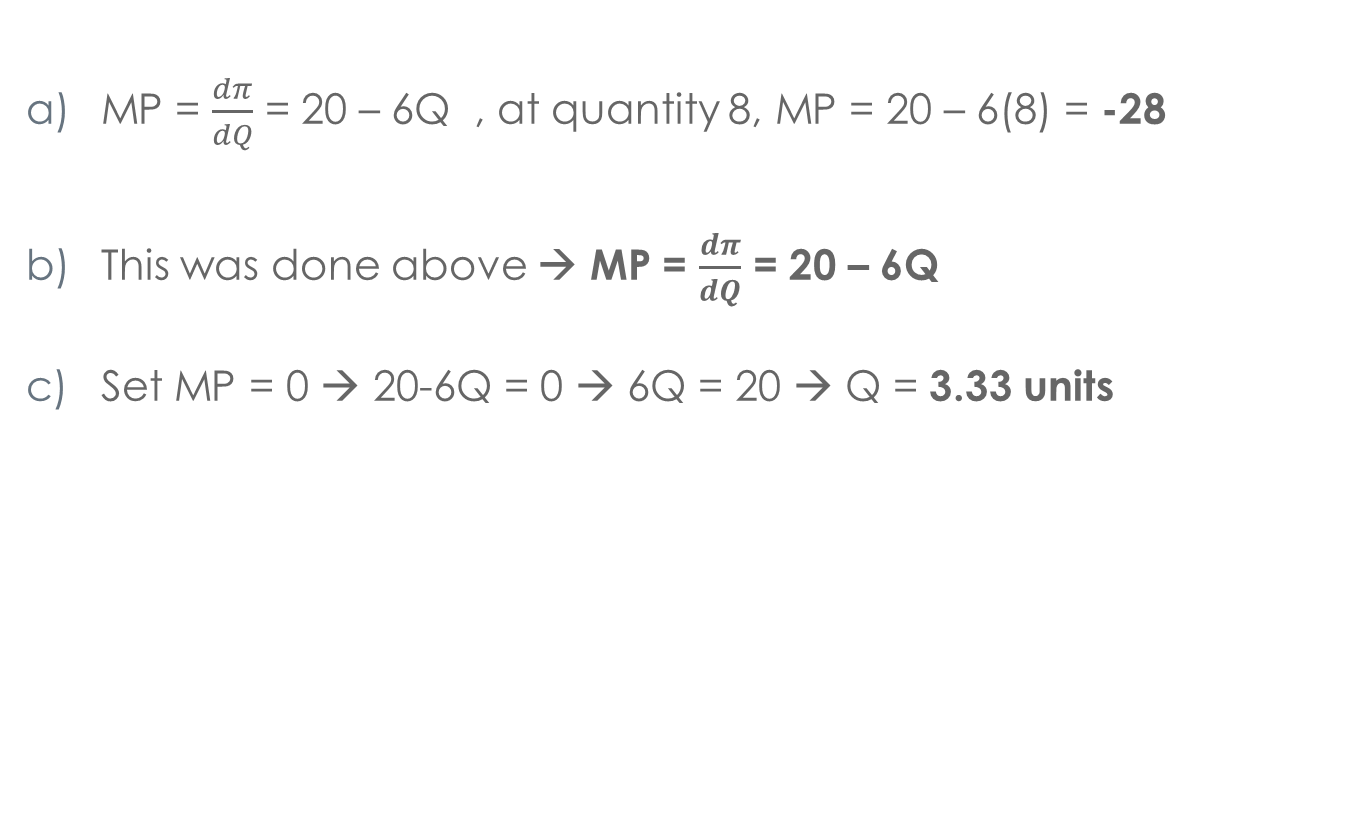 a) MP = dπ/dQ = 20 – 6Q , at quantity 8, MP = 20 – 6(8) = -28
b) This was done above → MP = dπ/dQ = 20 – 6Q
c) Set MP = 0 → 20-6Q = 0 → 6Q = 20 → Q = 3.33 units